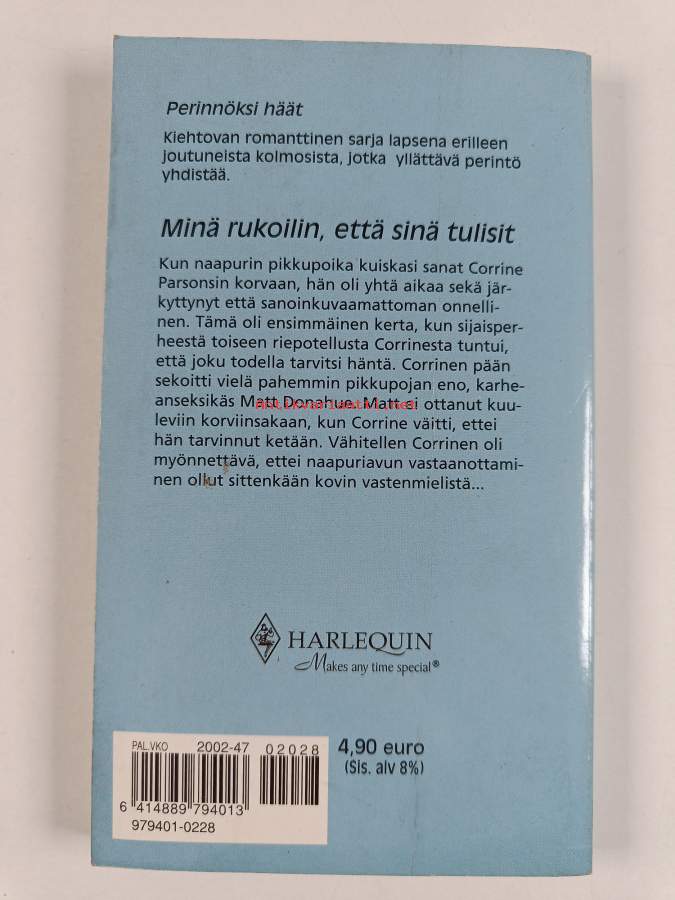 Perinnöksi häät
Kiehtovan romanttinen sarja lapsena erilleen
joutuneista kolmosista, jotka yllättävä perintö
yhdistää.
Minä rukoilin, että sinä tulisit
Kun naapurin pikkupoika kuiskasi sanat Corrine
Parsonsin korvaan, hän oli yhtä aikaa sekä jär-
kyttynyt että sanoinkuvaamattoman onnelli-
nen. Tämä oli ensimmäinen kerta, kun sijaisper-
heestä toiseen riepotellusta Corrinesta tuntui,
että joku todella tarvitsi häntä. Corrinen pään
sekoitti vielä pahemmin pikkupojan eno, karhe-
anseksikäs Matt Donahue. Matt ei ottanut kuu-
leviin korviinsakaan, kun Corrine väitti, ettei
hän tarvinnut ketään. Vähitellen Corrinen oli
myönnettävä, ettei naapuriavun vastaanottami-
nen ollut sittenkään kovin vastenmielistä...
antikvariaatti.net
HARLEQUIN
Makes any time special®
PAL.VKO 2002-47 02028
4,90 euro
(Sis. alv 8%)
6 414889 794013
979401-0228